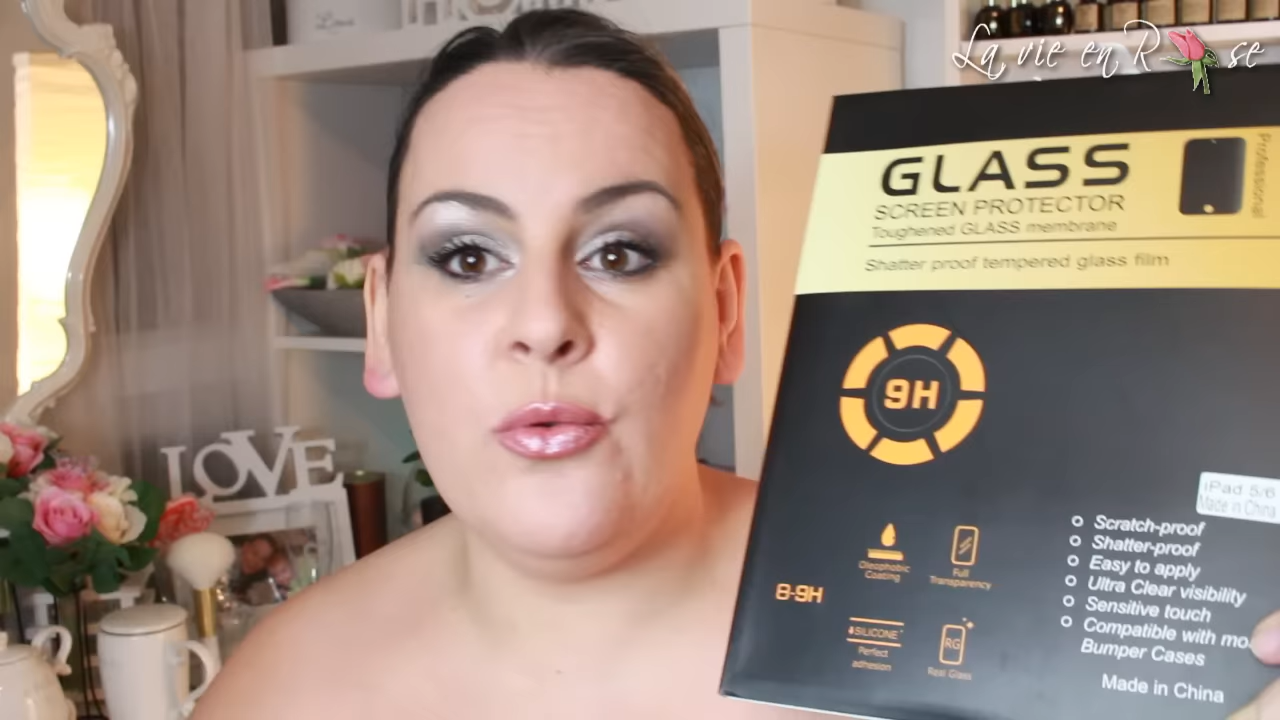 La vie en R se
GLASS
SCREEN PROTECTOR
Toughened GLASS membrane
Professional
Shatter proof tempered glass film
9H
iPad 5/6
Made in China
Scratch-proof
Shatter-proof
Easy to apply
Ultra Clear visibility
Sensitive touch
Compatible with
Bumper Cases
Made in China
Oleophobic
Coating
Full
Transparency
8-9H
SILICONE
Perfect
adhesion
RG
Real Glass
LOVE